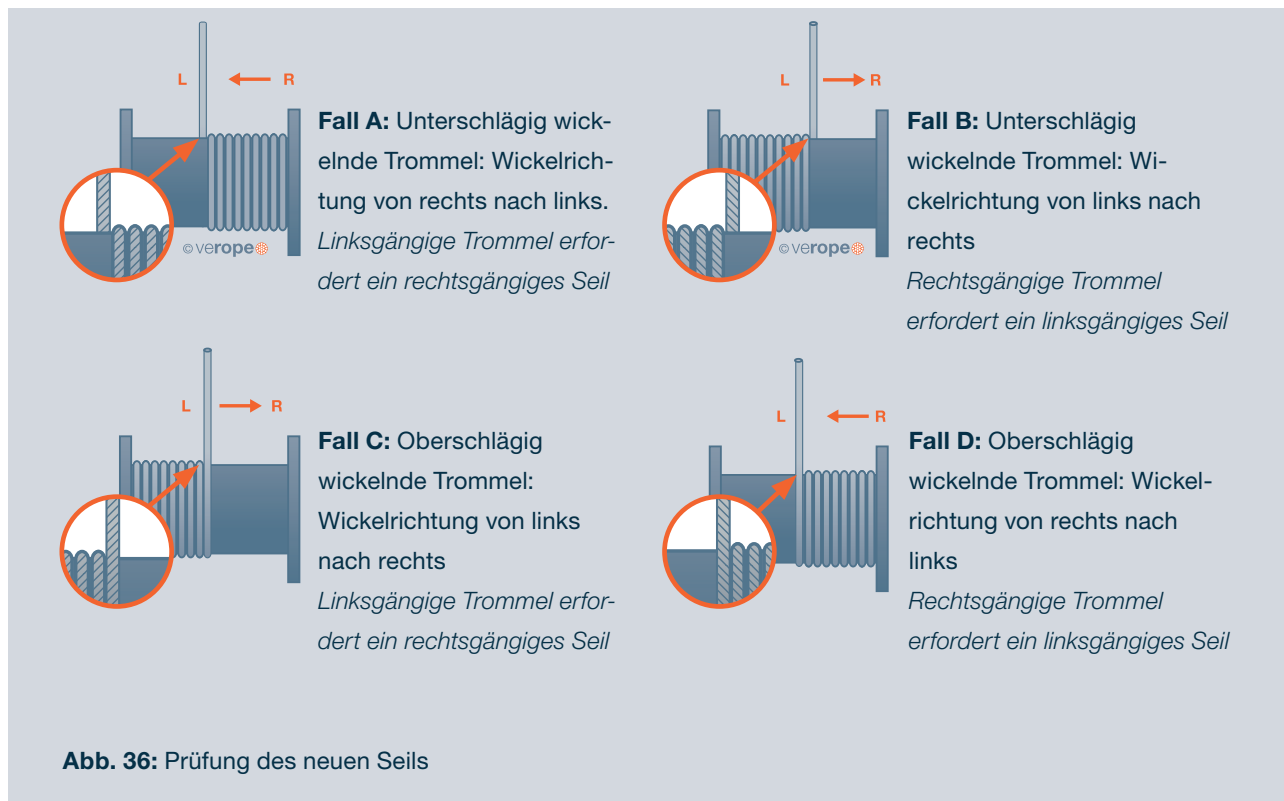 L R
Fall A: Unterschlägig wick-
elnde Trommel: Wickelrich-
tung von rechts nach links.
Linksgängige Trommel erfor-
dert ein rechtsgängiges Seil
© verope
L R
Fall B: Unterschlägig
wickelnde Trommel: Wi-
ckelrichtung von links nach
rechts
Rechtsgängige Trommel
erfordert ein linksgängiges Seil
© verope
L R
Fall C: Oberschlägig
wickelnde Trommel:
Wickelrichtung von links
nach rechts
Linksgängige Trommel erfor-
dert ein rechtsgängiges Seil
L R
Fall D: Oberschlägig
wickelnde Trommel: Wickel-
richtung von rechts nach
links
Rechtsgängige Trommel
erfordert ein linksgängiges Seil
Abb. 36: Prüfung des neuen Seils